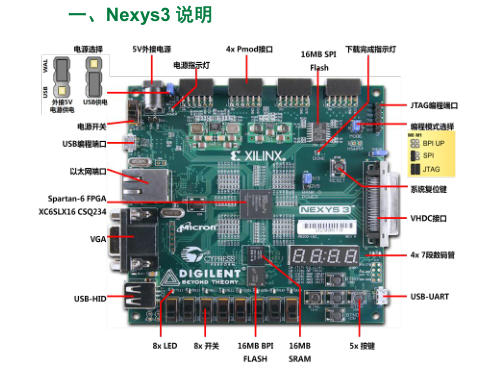 一、Nexys3 说明
电源选择
5V外接电源
4x Pmod接口
16MB SPI
Flash
下载完成指示灯
电源指示灯
WAL
USB
外接5V
电源供电
USB供电
JTAG编程端口
电源开关
编程模式选择
USB编程端口
BPI UP
SPI
JTAG
XILINX
DONE
以太网端口
系统复位键
Spartan-6 FPGA
XC6SLX16 CSQ234
NEXYS 3
VHDC接口
Micron
VGA
CYPRESS
4x 7段数码管
DIGILENT
BEYOND THEORY
USB-HID
USB-UART
8x LED
8x 开关
16MB BPI
FLASH
16MB
SRAM
5x 按键